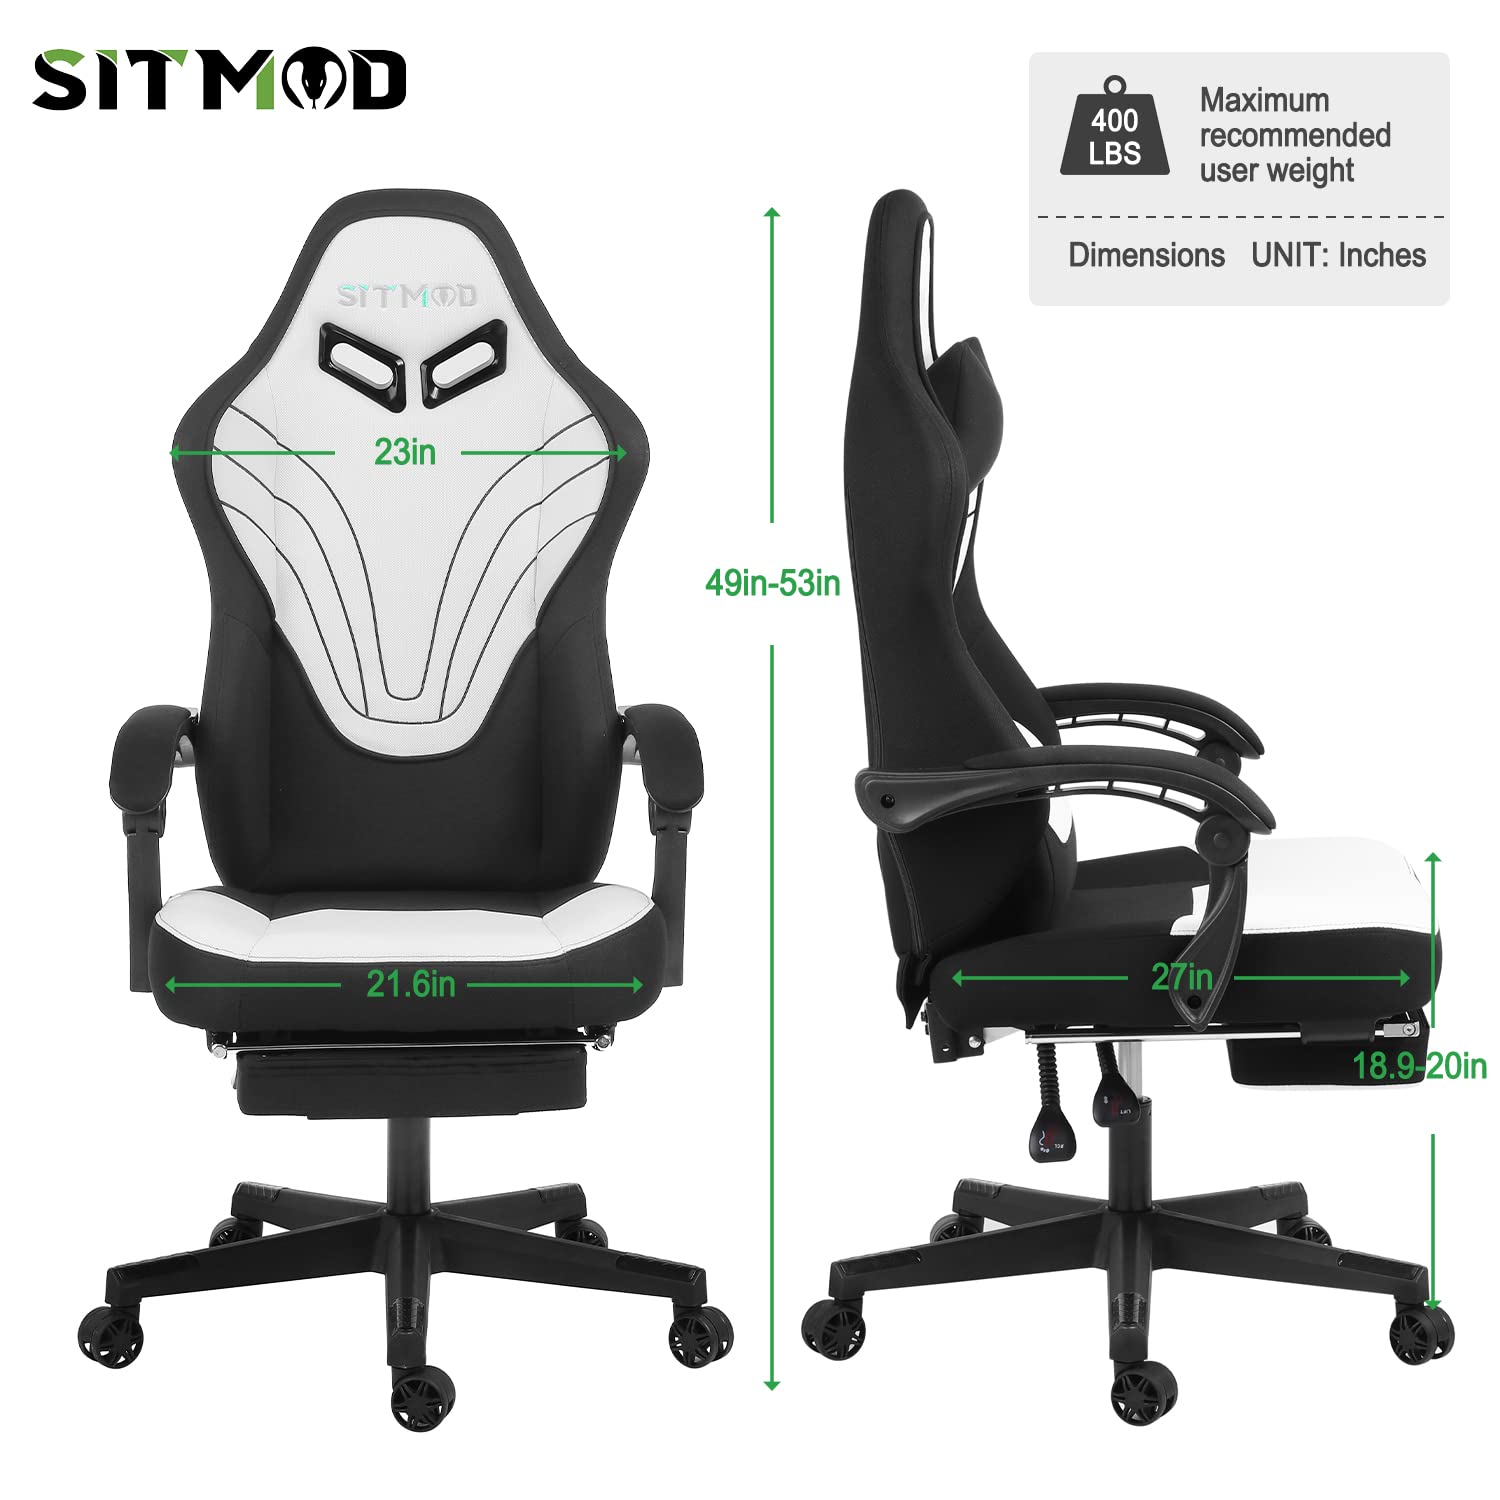 SITMOD
400
LBS
Maximum
recommended
user weight
Dimensions UNIT: Inches
SITMOD
23in
49in-53in
21.6in
27in
18.9-20in
LIFT